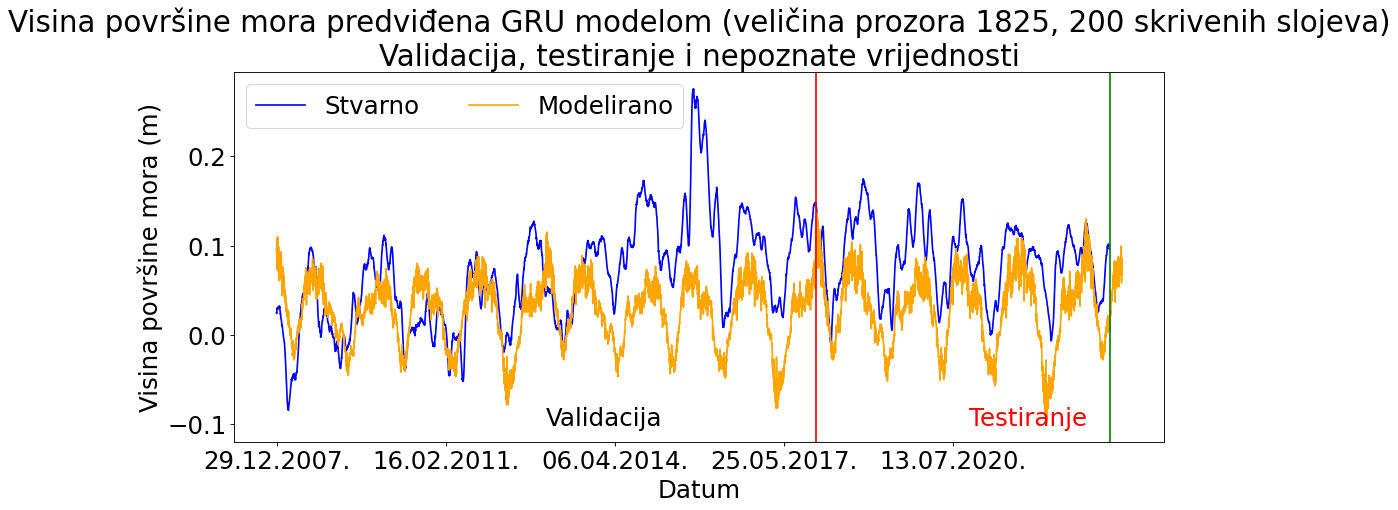 Visina površine mora predviđena GRU modelom (veličina prozora 1825, 200 skrivenih slojeva)
Validacija, testiranje i nepoznate vrijednosti
Stvarno Modelirano
Visina površine mora (m)
0.2
0.1
0.0
−0.1
Validacija Testiranje
29.12.2007. 16.02.2011. 06.04.2014. 25.05.2017. 13.07.2020.
Datum